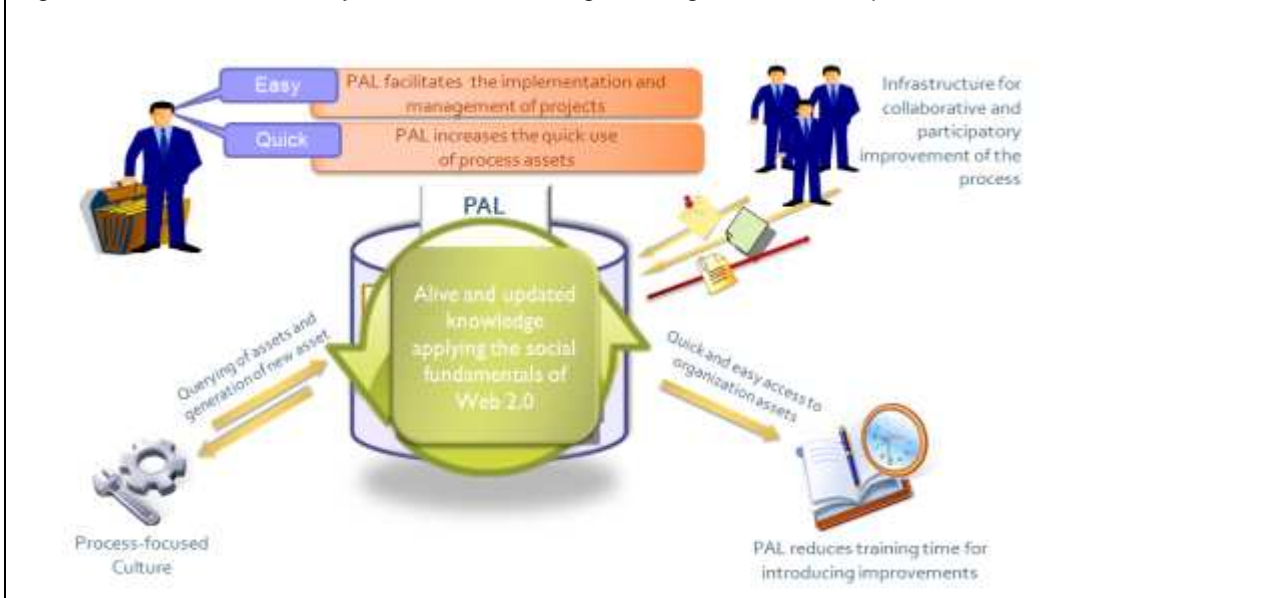 Easy
PAL facilitates the implementation and
management of projects
Quick
PAL increases the quick use
of process assets
Infrastructure for
collaborative and
participatory
improvement of the
process
PAL
Alive and updated
knowledge
applying the social
fundamentals of
Web 2.0
Querying of assets and
generation of new asset
Quick and easy access to
organization assets
Process-focused
Culture
PAL reduces training time for
introducing improvements